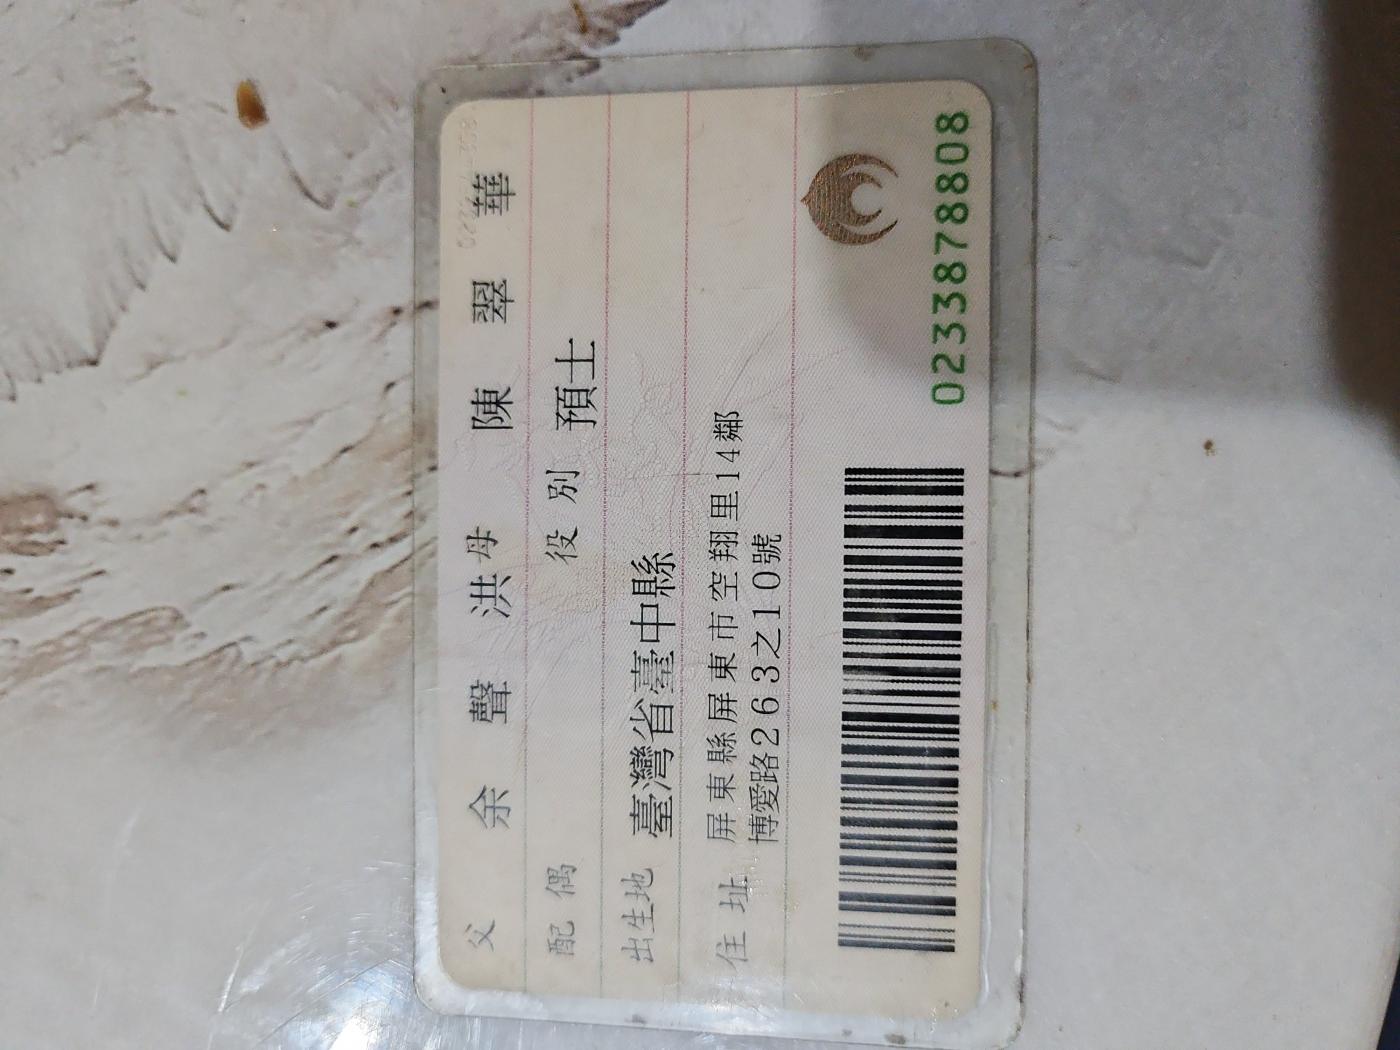 父 余聲洪 母 陳翠華
配偶 役別 預士
出生地 臺灣省臺中縣
住址 屏東縣屏東市空翔里14鄰
博愛路263之10號
0233878808